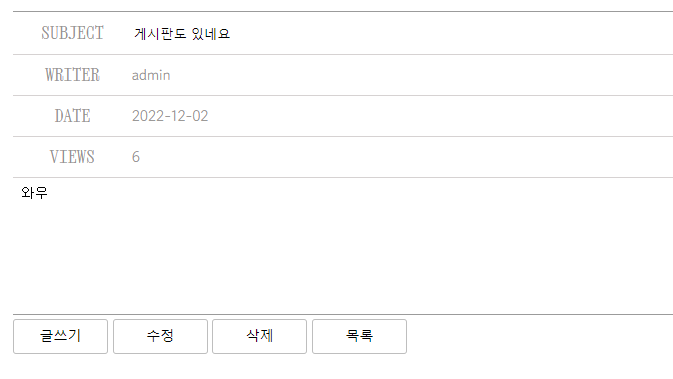 SUBJECT 게시판도 있네요
WRITER admin
DATE 2022-12-02
VIEWS 6
와우
글쓰기 수정 삭제 목록